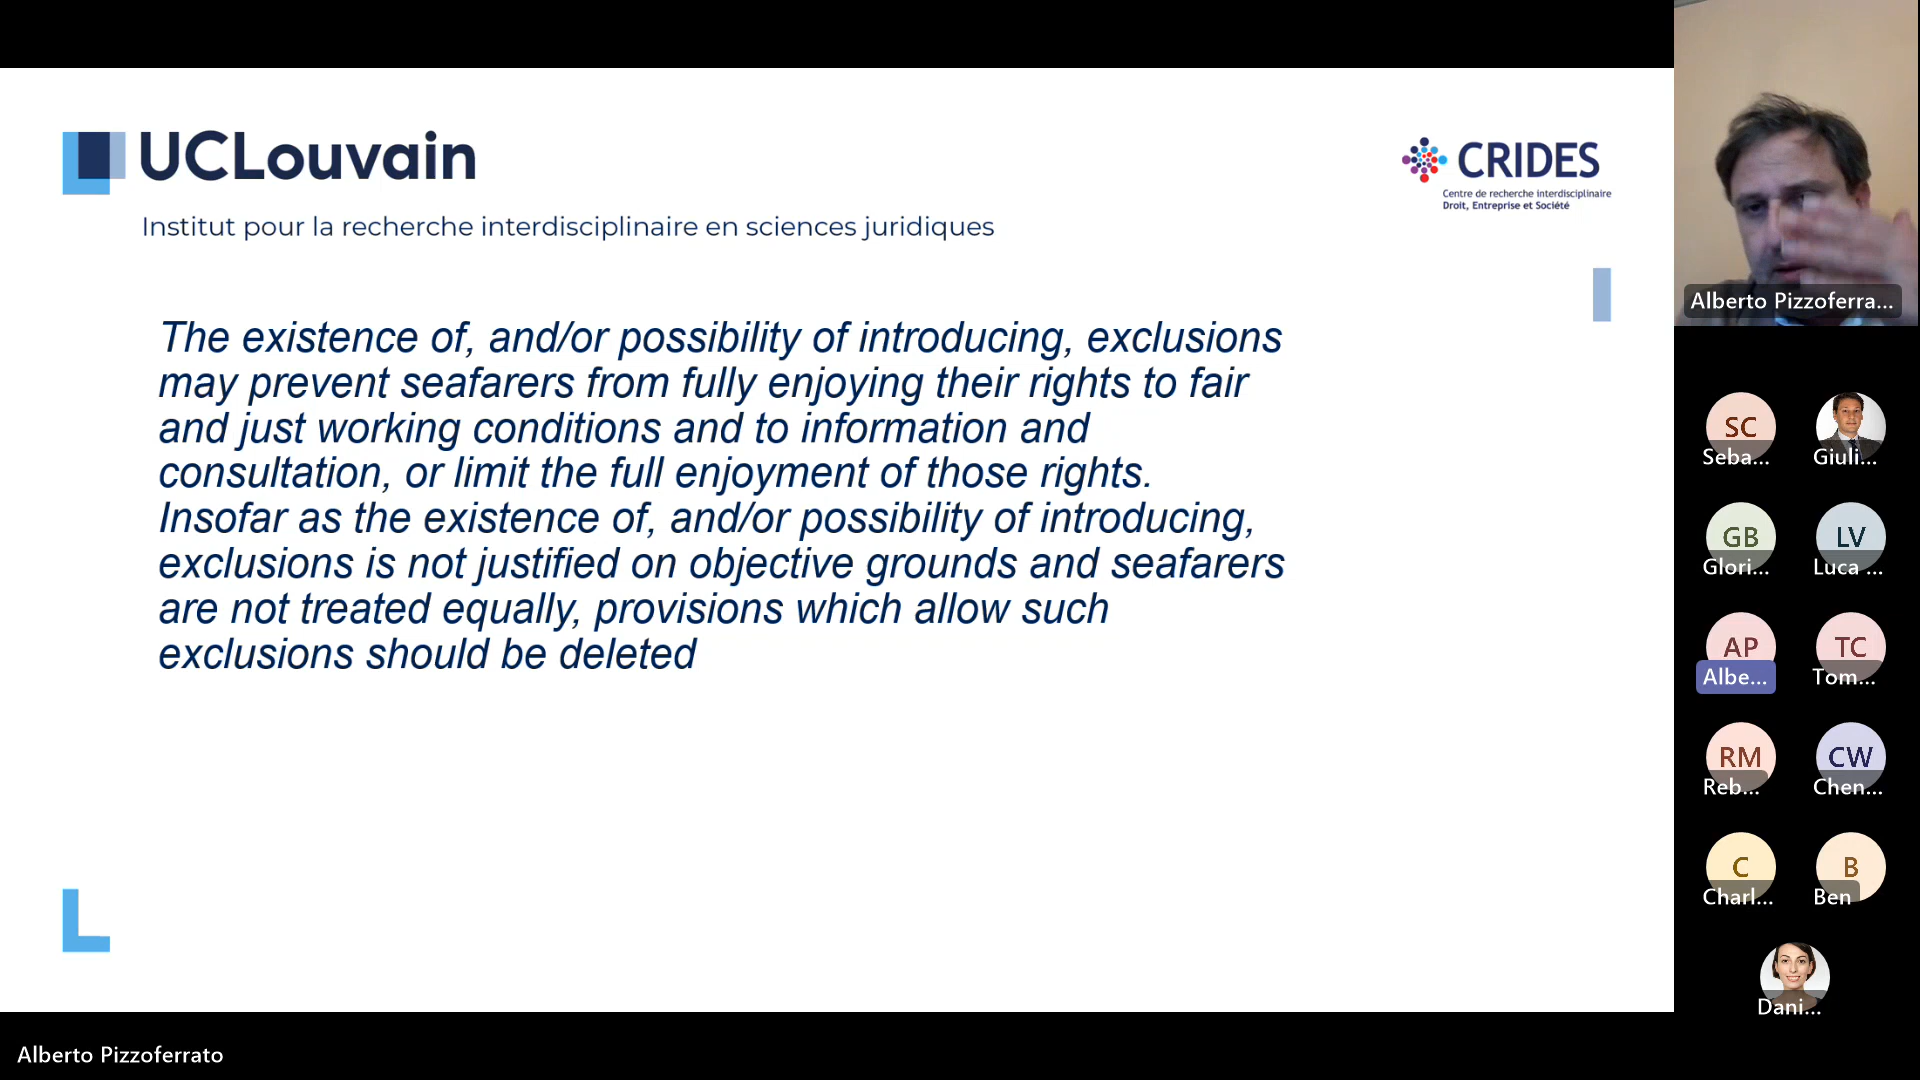 UCLouvain
Institut pour la recherche interdisciplinaire en sciences juridiques
CRIDES
Centre de recherche interdisciplinaire
Droit, Entreprise et Société
The existence of, and/or possibility of introducing, exclusions
may prevent seafarers from fully enjoying their rights to fair
and just working conditions and to information and
consultation, or limit the full enjoyment of those rights.
Insofar as the existence of, and/or possibility of introducing,
exclusions is not justified on objective grounds and seafarers
are not treated equally, provisions which allow such
exclusions should be deleted
Alberto Pizzoferra...
SC
Seba...
Giuli...
GB
Glori...
LV
Luca ...
AP
Albe...
TC
Tom...
RM
Reb...
CW
Chen...
C
Charl...
B
Ben
Dani...
Alberto Pizzoferrato